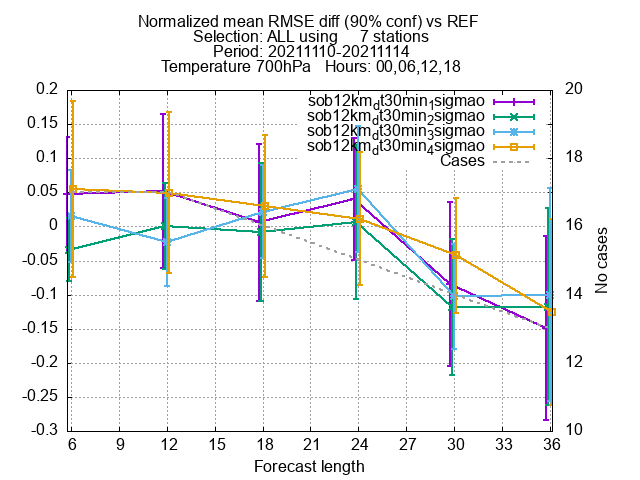 Normalized mean RMSE diff (90% conf) vs REF
Selection: ALL using     7 stations
Period: 20211110-20211114
Temperature 700hPa   Hours: 00,06,12,18
sob12km_dt30min_1sigmao
sob12km_dt30min_2sigmao
sob12km_dt30min_3sigmao
sob12km_dt30min_4sigmao
Cases
0.2
0.15
0.1
0.05
0
-0.05
-0.1
-0.15
-0.2
-0.25
-0.3
20
18
16
14
12
10
No cases
6 9 12 15 18 21 24 27 30 33 36
Forecast length